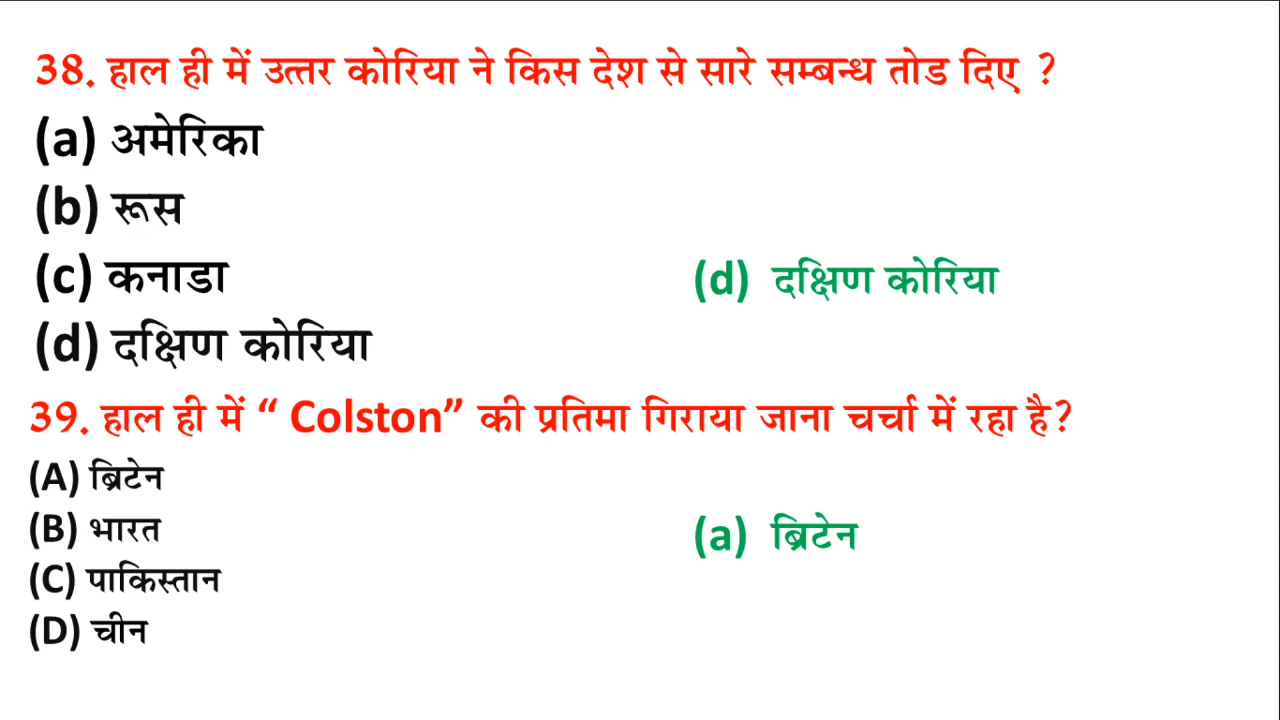 38. हाल ही में उत्तर कोरिया ने किस देश से सारे सम्बन्ध तोड दिए ?
(a) अमेरिका
(b) रूस
(c) कनाडा
(d) दक्षिण कोरिया
(d) दक्षिण कोरिया
39. हाल ही में “ Colston” की प्रतिमा गिराया जाना चर्चा में रहा है?
(A) ब्रिटेन
(B) भारत
(a) ब्रिटेन
(C) पाकिस्तान
(D) चीन